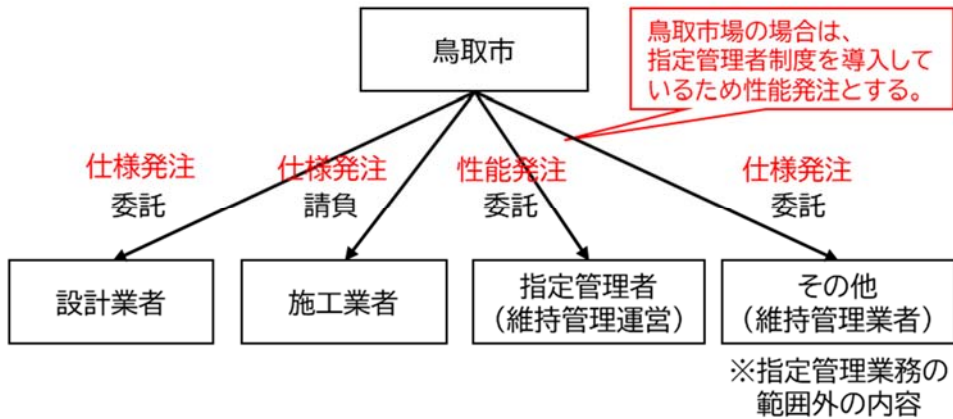 鳥取市
鳥取市場の場合は、
指定管理者制度を導入して
いるため性能発注とする。
仕様発注
委託
仕様発注
請負
性能発注
委託
仕様発注
委託
設計業者
施工業者
指定管理者
（維持管理運営）
その他
（維持管理業者）
※指定管理業務の
範囲外の内容